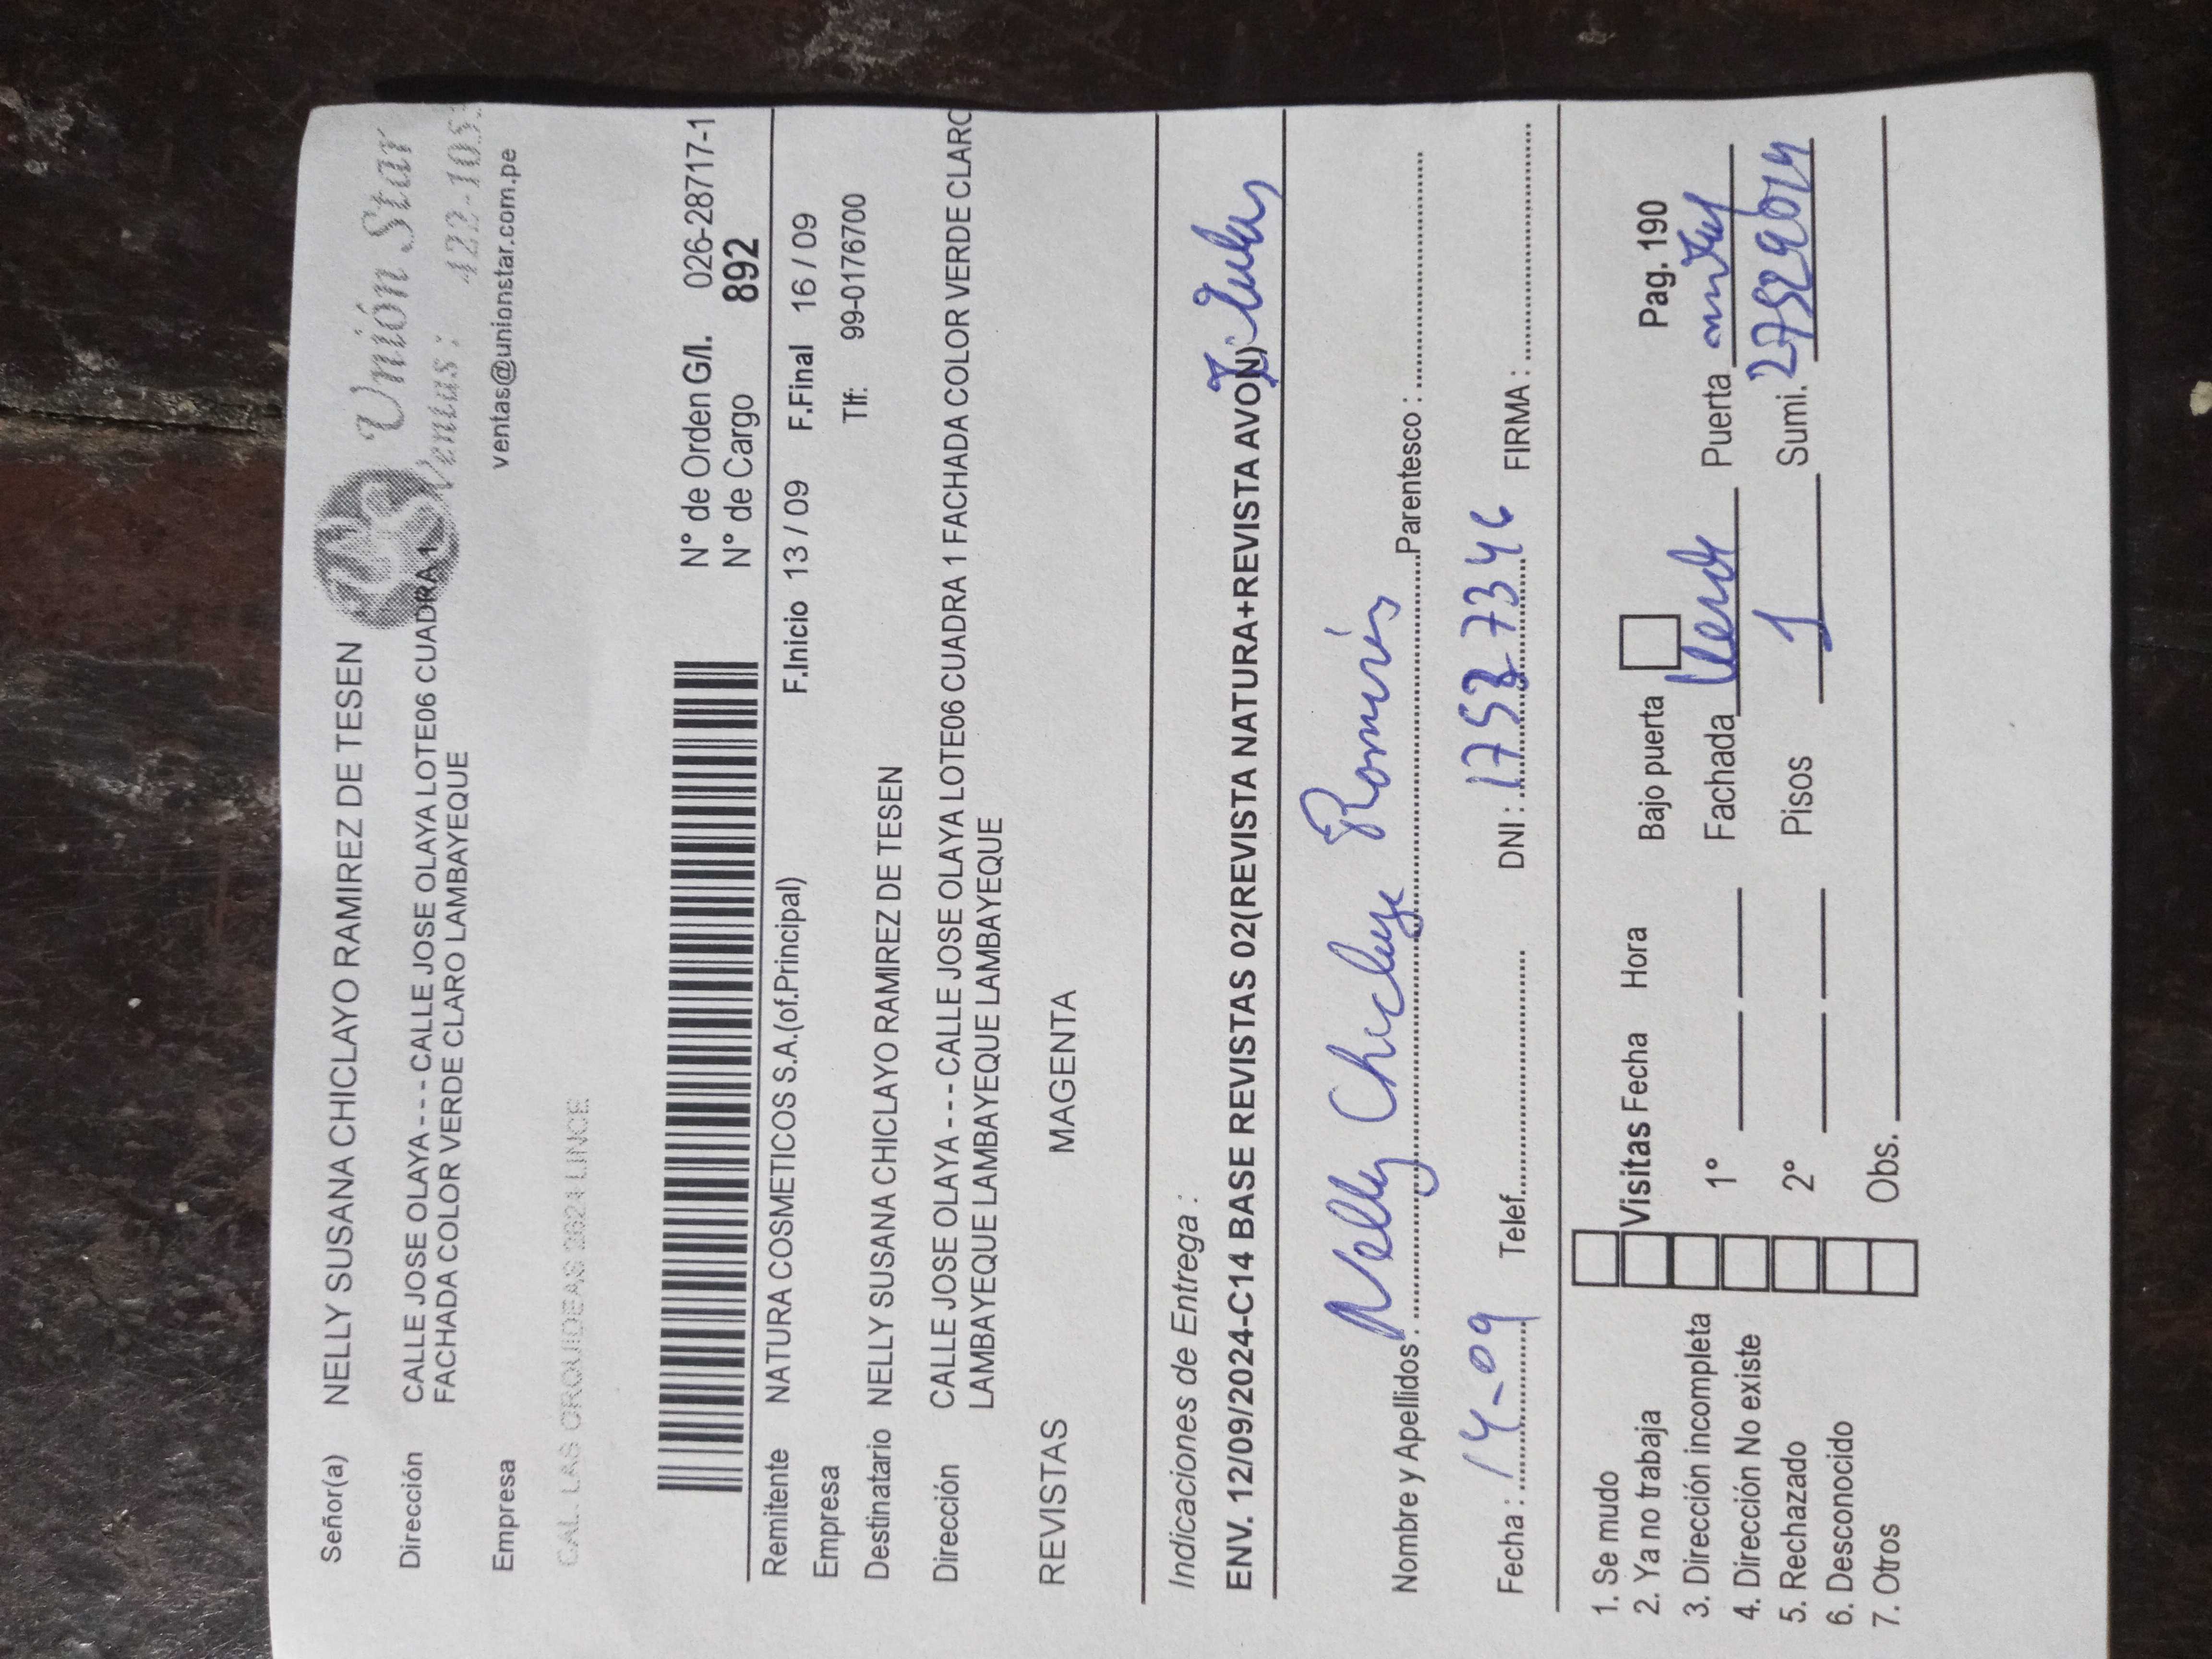 Señor(a) NELLY SUSANA CHICLAYO RAMIREZ DE TESEN
Unión Star
Dirección CALLE JOSE OLAYA - - - CALLE JOSE OLAYA LOTE06 CUADRA 1
Ventas: 422-105
FACHADA COLOR VERDE CLARO LAMBAYEQUE
Empresa
ventas@unionstar.com.pe
CAL. LAS ORQUIDEAS 2624 LINCE
N° de Orden G/I. 026-28717-1
N° de Cargo 892
Remitente NATURA COSMETICOS S.A.(of.Principal) F.Inicio 13 / 09 F.Final 16 / 09
Empresa Tlf: 99-0176700
Destinatario NELLY SUSANA CHICLAYO RAMIREZ DE TESEN
Dirección CALLE JOSE OLAYA - - - CALLE JOSE OLAYA LOTE06 CUADRA 1 FACHADA COLOR VERDE CLARO
LAMBAYEQUE LAMBAYEQUE LAMBAYEQUE
REVISTAS MAGENTA
Indicaciones de Entrega :
ENV. 12/09/2024-C14 BASE REVISTAS 02(REVISTA NATURA+REVISTA AVON)
Nombre y Apellidos : Nelly Chiclayo Parentesco :
Fecha : 14-09 Telef. DNI : 17527346 FIRMA :
1. Se mudo
2. Ya no trabaja Visitas Fecha Hora Bajo puerta Pag. 190
3. Dirección incompleta 1° Fachada Puerta
4. Dirección No existe
5. Rechazado 2° Pisos 1 Sumi. 27529014
6. Desconocido
7. Otros Obs.